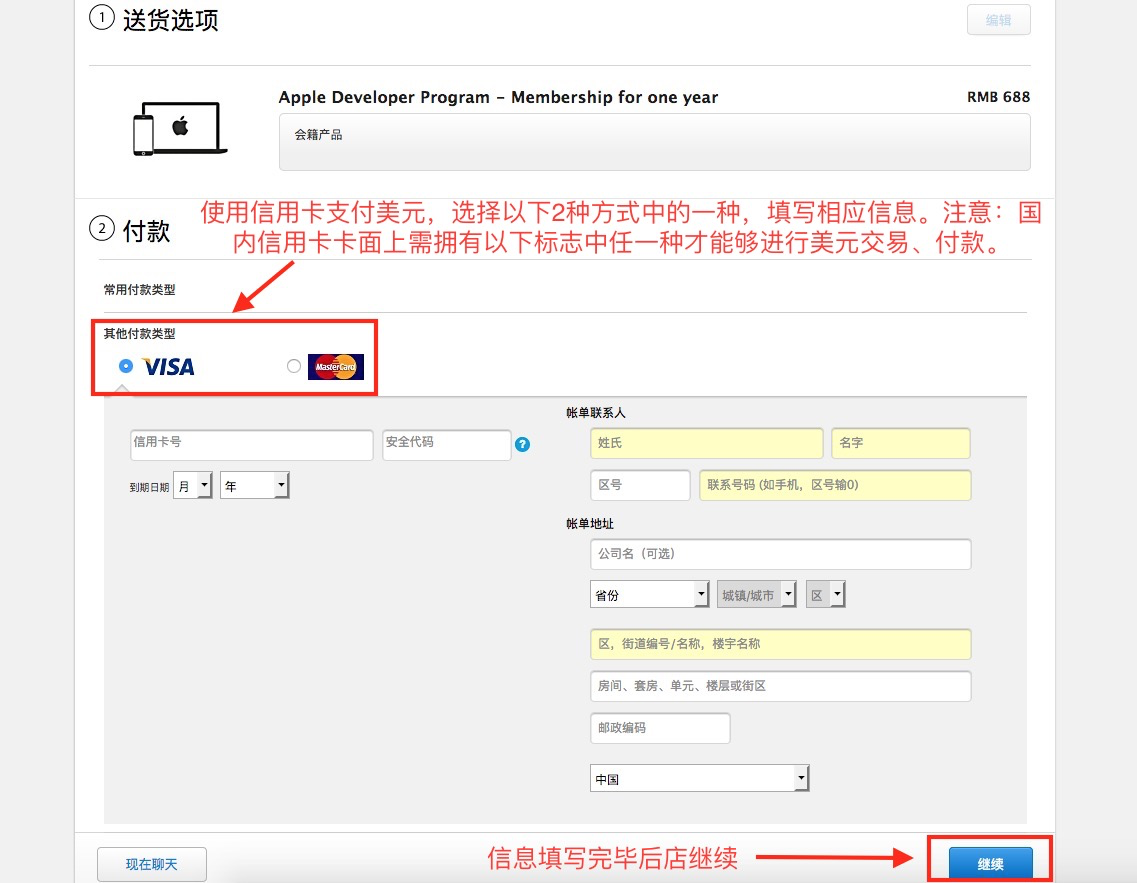 1 送货选项
编辑
Apple Developer Program – Membership for one year
RMB 688
会籍产品
使用信用卡支付美元，选择以下2种方式中的一种，填写相应信息。注意：国
内信用卡卡面上需拥有以下标志中任一种才能够进行美元交易、付款。
2 付款
常用付款类型
其他付款类型
VISA
MasterCard
帐单联系人
信用卡号
安全代码
?
姓氏
名字
到期日期
月
年
区号
联系号码 (如手机，区号输0)
帐单地址
公司名（可选）
省份
城镇/城市
区
区，街道编号/名称，楼宇名称
房间、套房、单元、楼层或街区
邮政编码
中国
现在聊天
信息填写完毕后店继续
继续